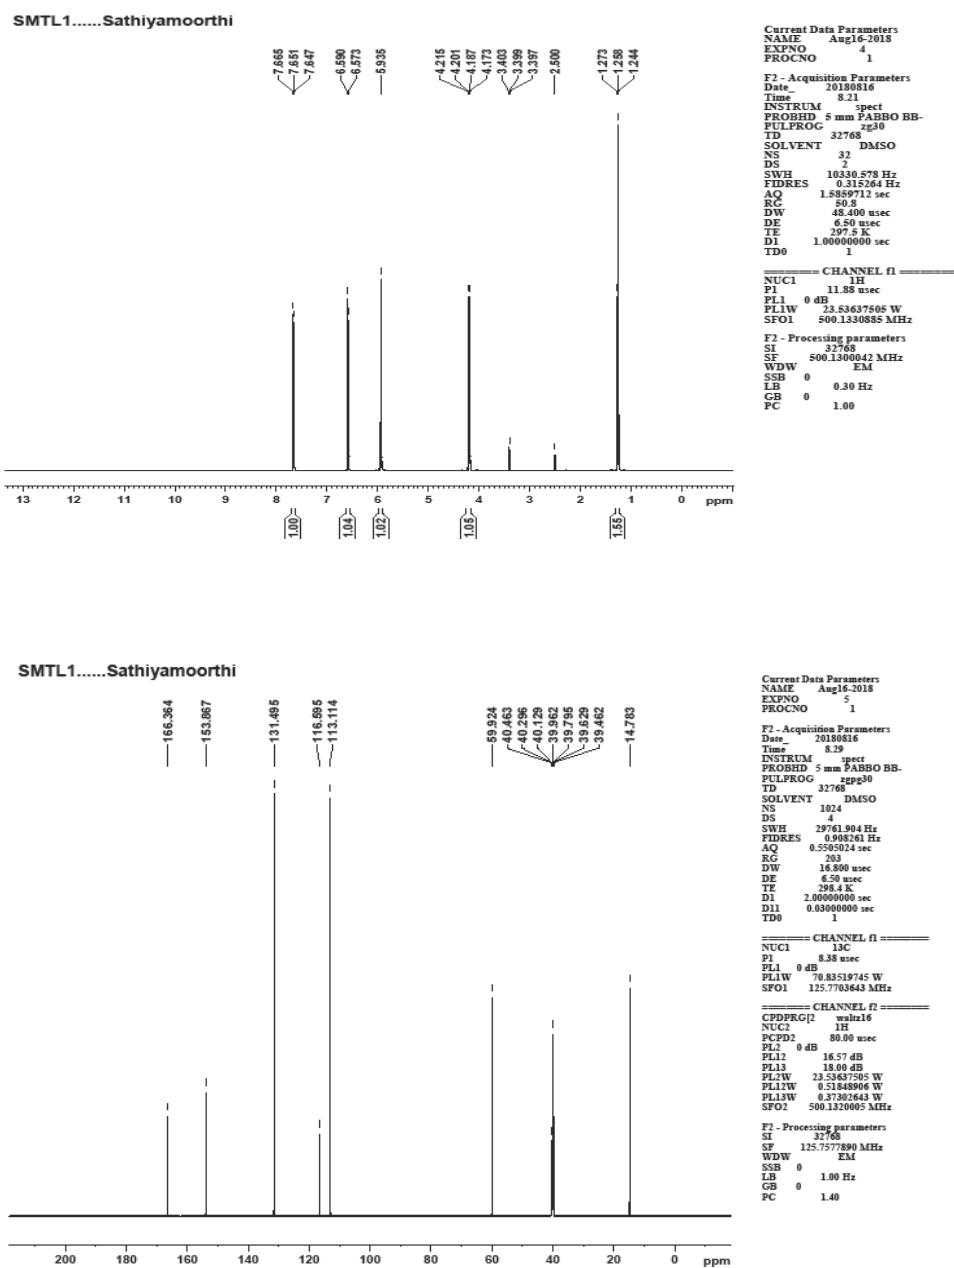 SMTL1......Sathiyamoorthi
7.665
7.651
7.647
6.590
6.573
5.935
4.215
4.201
4.187
4.173
3.403
3.399
3.397
2.500
1.273
1.258
1.244
13 12 11 10 9 8 7 6 5 4 3 2 1 0 ppm
1.00
1.04
1.02
1.05
1.55
Current Data Parameters
NAME Aug16-2018
EXPNO 4
PROCNO 1
F2 - Acquisition Parameters
Date_ 20180816
Time 8.21
INSTRUM spect
PROBHD 5 mm PABBO BB-
PULPROG zg30
TD 32768
SOLVENT DMSO
NS 32
DS 2
SWH 10330.578 Hz
FIDRES 0.315264 Hz
AQ 1.5859712 sec
RG 50.8
DW 48.400 usec
DE 6.50 usec
TE 297.5 K
D1 1.00000000 sec
TD0 1
======== CHANNEL f1 ========
NUC1 1H
P1 11.88 usec
PL1 0 dB
PL1W 23.53637505 W
SFO1 500.1330885 MHz
F2 - Processing parameters
SI 32768
SF 500.1300042 MHz
WDW EM
SSB 0
LB 0.30 Hz
GB 0
PC 1.00
SMTL1......Sathiyamoorthi
166.364
153.867
131.495
116.595
113.114
59.924
40.463
40.296
40.129
39.962
39.795
39.629
39.462
14.783
200 180 160 140 120 100 80 60 40 20 0 ppm
Current Data Parameters
NAME Aug16-2018
EXPNO 5
PROCNO 1
F2 - Acquisition Parameters
Date_ 20180816
Time 8.29
INSTRUM spect
PROBHD 5 mm PABBO BB-
PULPROG zgpg30
TD 32768
SOLVENT DMSO
NS 1024
DS 4
SWH 29761.904 Hz
FIDRES 0.908261 Hz
AQ 0.5505024 sec
RG 203
DW 16.800 usec
DE 6.50 usec
TE 298.4 K
D1 2.00000000 sec
D11 0.03000000 sec
TD0 1
======== CHANNEL f1 ========
NUC1 13C
P1 8.38 usec
PL1 0 dB
PL1W 70.83519745 W
SFO1 125.7703643 MHz
======== CHANNEL f2 ========
CPDPRG[2 waltz16
NUC2 1H
PCPD2 80.00 usec
PL2 0 dB
PL12 16.57 dB
PL13 18.00 dB
PL2W 23.53637505 W
PL12W 0.51848906 W
PL13W 0.37302643 W
SFO2 500.1320005 MHz
F2 - Processing parameters
SI 32768
SF 125.7577890 MHz
WDW EM
SSB 0
LB 1.00 Hz
GB 0
PC 1.40